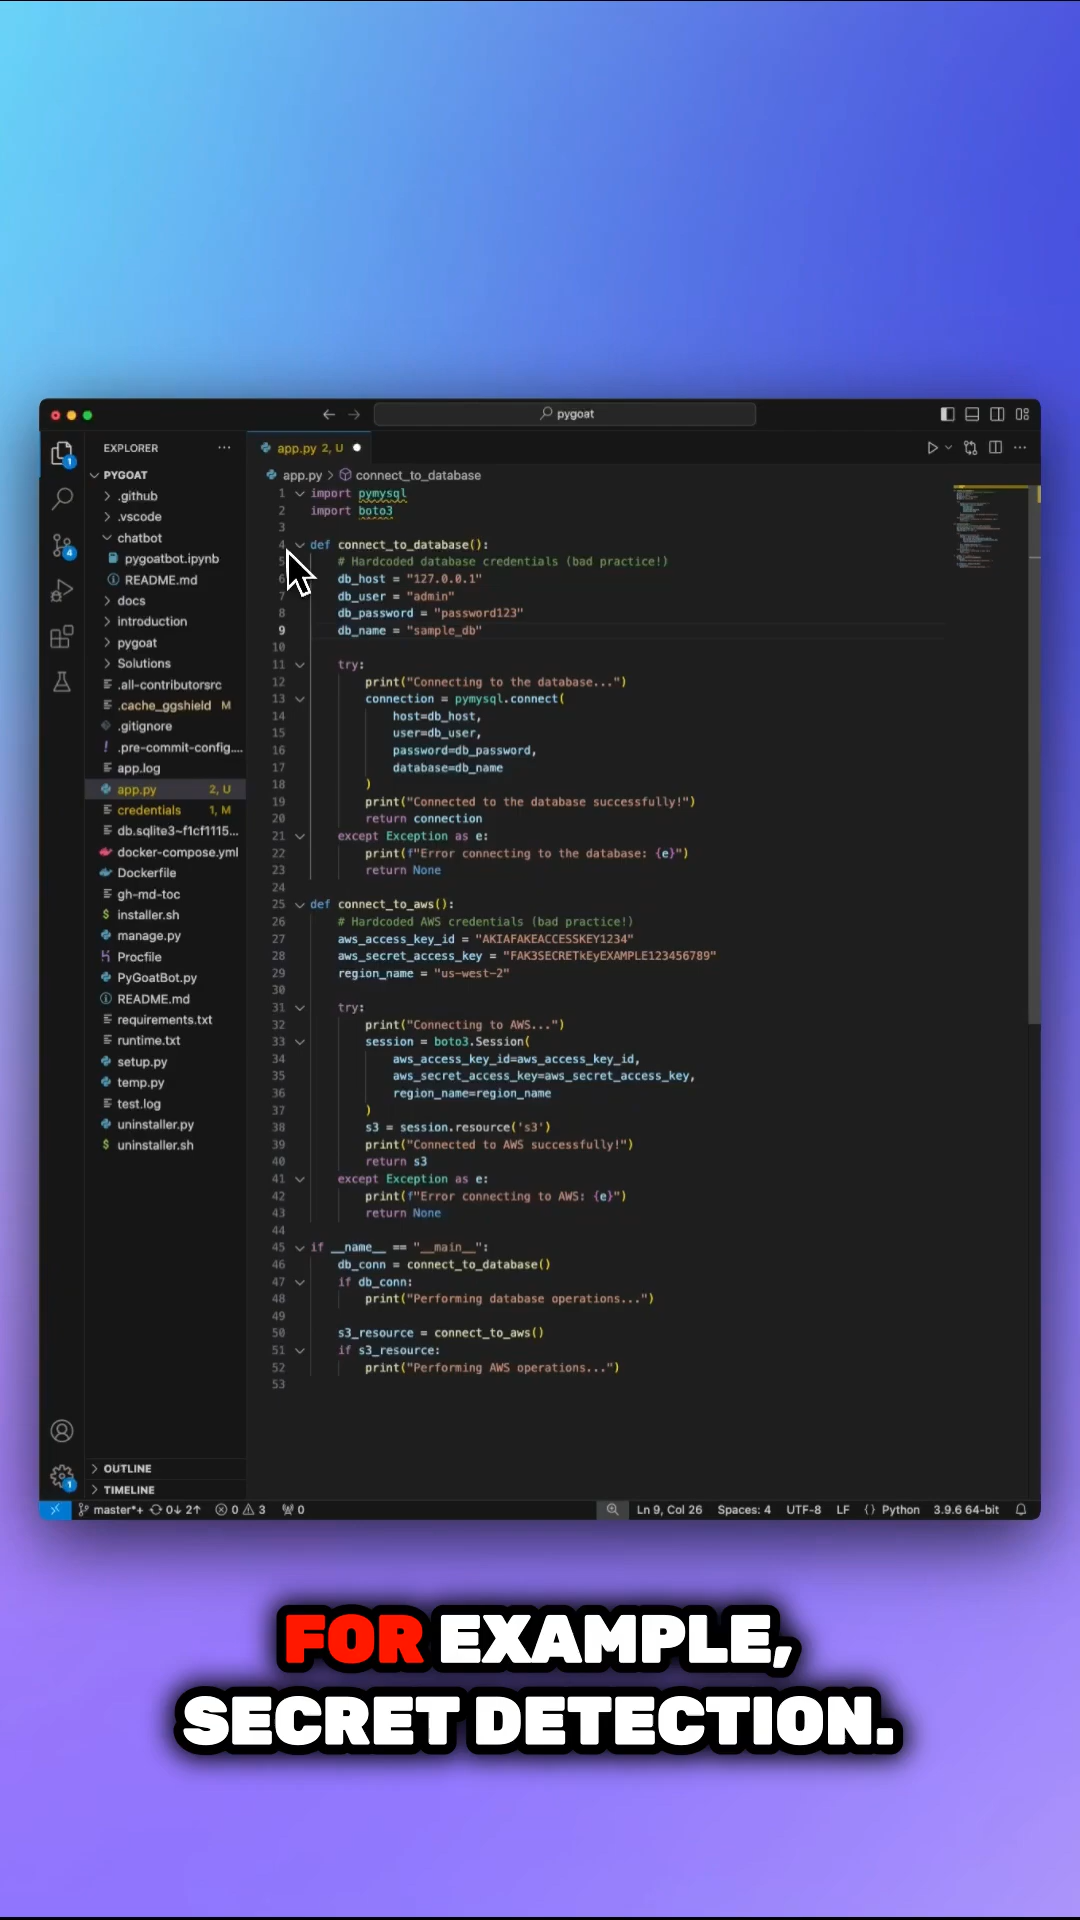 pygoat
EXPLORER
app.py 2, U
PYGOAT
.github
.vscode
chatbot
pygoatbot.ipynb
README.md
docs
introduction
pygoat
Solutions
.all-contributorsrc
.cache_ggshield M
.gitignore
.pre-commit-config....
app.log
app.py 2, U
credentials 1, M
db.sqlite3~f1cf1115...
docker-compose.yml
Dockerfile
gh-md-toc
installer.sh
manage.py
Procfile
PyGoatBot.py
README.md
requirements.txt
runtime.txt
setup.py
temp.py
test.log
uninstaller.py
uninstaller.sh
OUTLINE
TIMELINE
app.py > connect_to_database
1 import pymysql
2 import boto3
3
4 def connect_to_database():
# Hardcoded database credentials (bad practice!)
6 db_host = "127.0.0.1"
7 db_user = "admin"
8 db_password = "password123"
9 db_name = "sample_db"
10
11 try:
12 print("Connecting to the database...")
13 connection = pymysql.connect(
14 host=db_host,
15 user=db_user,
16 password=db_password,
17 database=db_name
18 )
19 print("Connected to the database successfully!")
20 return connection
21 except Exception as e:
22 print(f"Error connecting to the database: {e}")
23 return None
24
25 def connect_to_aws():
26 # Hardcoded AWS credentials (bad practice!)
27 aws_access_key_id = "AKIAFAKEACCESSKEY1234"
28 aws_secret_access_key = "FAK3SECRETkEyEXAMPLE123456789"
29 region_name = "us-west-2"
30
31 try:
32 print("Connecting to AWS...")
33 session = boto3.Session(
34 aws_access_key_id=aws_access_key_id,
35 aws_secret_access_key=aws_secret_access_key,
36 region_name=region_name
37 )
38 s3 = session.resource('s3')
39 print("Connected to AWS successfully!")
40 return s3
41 except Exception as e:
42 print(f"Error connecting to AWS: {e}")
43 return None
44
45 if __name__ == "__main__":
46 db_conn = connect_to_database()
47 if db_conn:
48 print("Performing database operations...")
49
50 s3_resource = connect_to_aws()
51 if s3_resource:
52 print("Performing AWS operations...")
53
master*+ 0↓ 2↑ 0 3 0 Ln 9, Col 26 Spaces: 4 UTF-8 LF Python 3.9.6 64-bit
FOR EXAMPLE,
SECRET DETECTION.